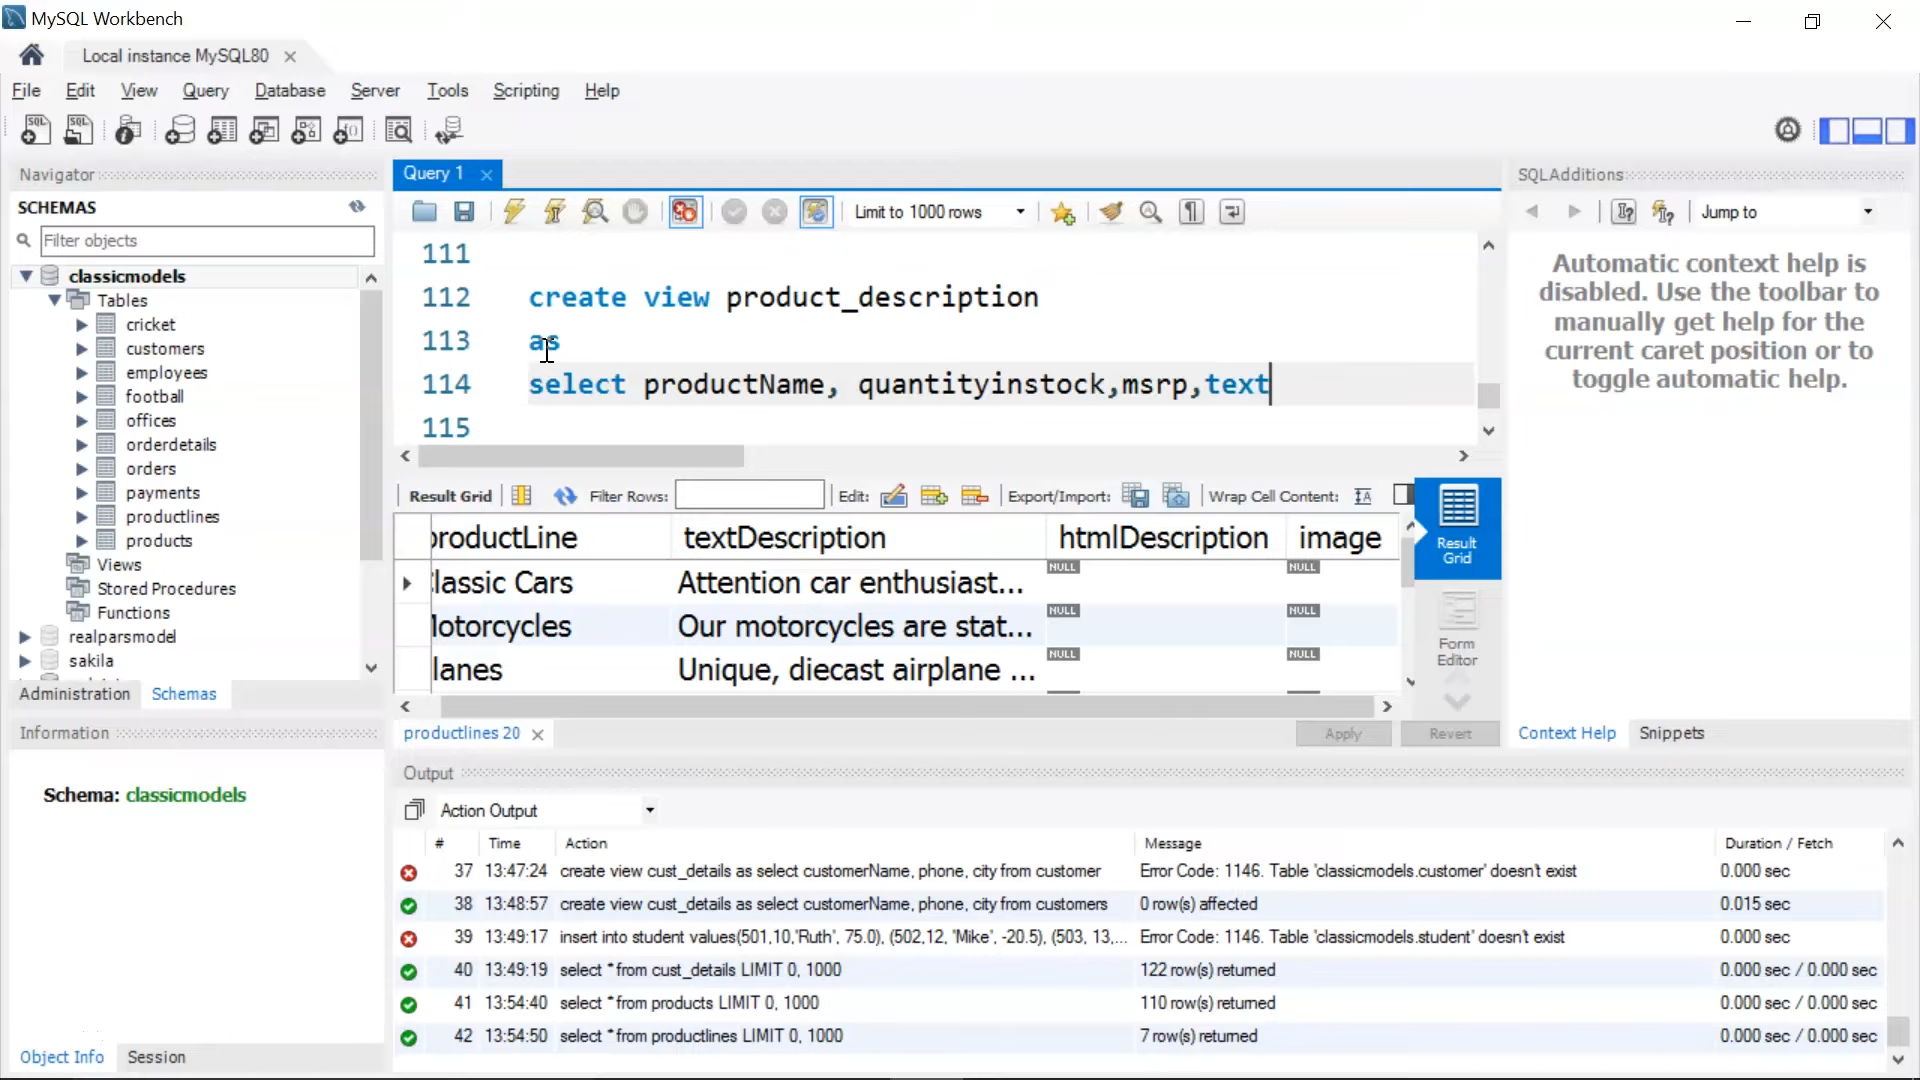 MySQL Workbench
Local instance MySQL80
File Edit View Query Database Server Tools Scripting Help
Navigator
SCHEMAS
Filter objects
classicmodels
Tables
cricket
customers
employees
football
offices
orderdetails
orders
payments
productlines
products
Views
Stored Procedures
Functions
realparsmodel
sakila
Administration Schemas
Information
Schema: classicmodels
Object Info Session
Query 1
Limit to 1000 rows
111
112 create view product_description
113 as
114 select productName, quantityinstock,msrp,text
115
Result Grid Filter Rows: Edit: Export/Import: Wrap Cell Content:
productLine textDescription htmlDescription image
Classic Cars Attention car enthusiast... NULL NULL
Motorcycles Our motorcycles are stat... NULL NULL
Planes Unique, diecast airplane ... NULL NULL
Result Grid
Form Editor
productlines 20 Apply Revert
SQLAdditions
Jump to
Automatic context help is
disabled. Use the toolbar to
manually get help for the
current caret position or to
toggle automatic help.
Context Help Snippets
Output
Action Output
# Time Action Message Duration / Fetch
37 13:47:24 create view cust_details as select customerName, phone, city from customer Error Code: 1146. Table 'classicmodels.customer' doesn't exist 0.000 sec
38 13:48:57 create view cust_details as select customerName, phone, city from customers 0 row(s) affected 0.015 sec
39 13:49:17 insert into student values(501,10,'Ruth', 75.0), (502,12, 'Mike', -20.5), (503, 13,... Error Code: 1146. Table 'classicmodels.student' doesn't exist 0.000 sec
40 13:49:19 select * from cust_details LIMIT 0, 1000 122 row(s) returned 0.000 sec / 0.000 sec
41 13:54:40 select * from products LIMIT 0, 1000 110 row(s) returned 0.000 sec / 0.000 sec
42 13:54:50 select * from productlines LIMIT 0, 1000 7 row(s) returned 0.000 sec / 0.000 sec